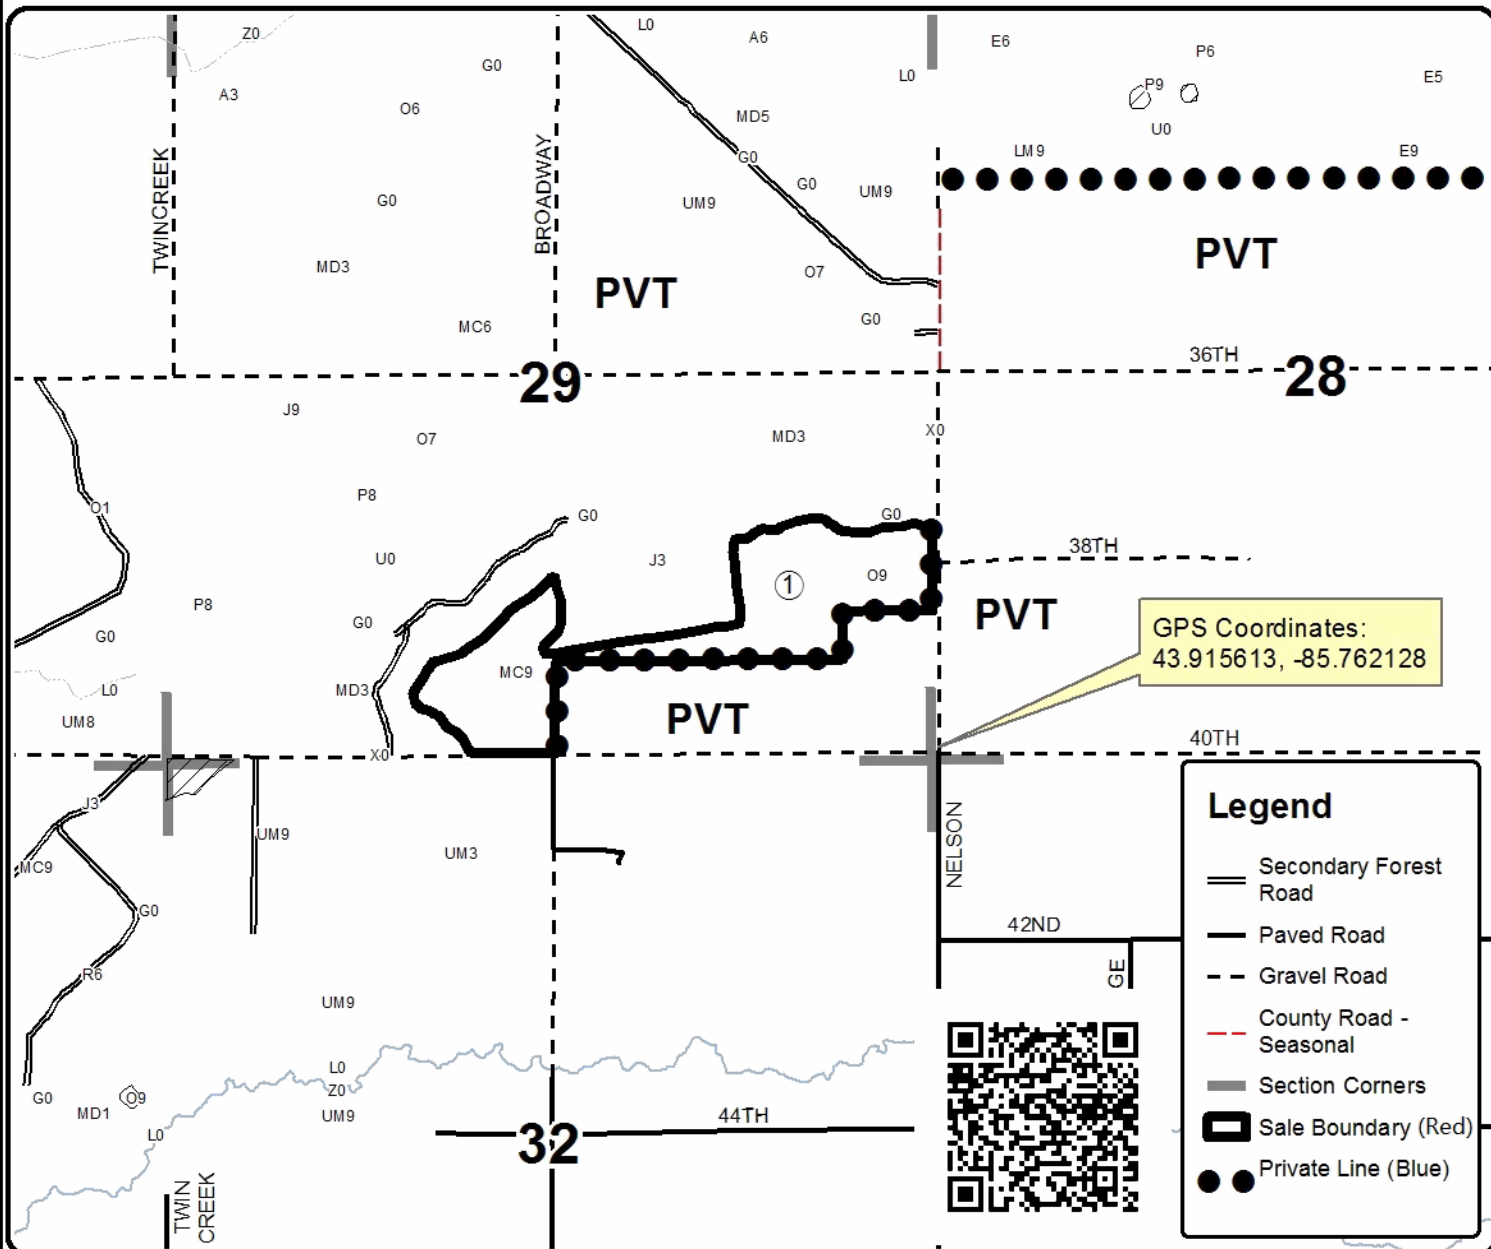 Z0
L0
A6
E6
P6
G0
L0
E5
A3
O6
P9
MD5
U0
BROADWAY
G0
LM9
E9
TWINCREEK
G0
UM9
G0
UM9
PVT
MD3
O7
PVT
MC6
G0
36TH
29
28
J9
O7
MD3
X0
P8
O1
G0
G0
38TH
U0
J3
1
O9
P8
G0
G0
PVT
GPS Coordinates:
43.915613, -85.762128
MC9
L0
MD3
UM8
PVT
X0
40TH
J3
UM9
UM3
MC9
NELSON
G0
42ND
GE
R6
UM9
L0
Z0
G0
O9
MD1
UM9
L0
44TH
32
TWIN
CREEK
Legend
Secondary Forest
Road
Paved Road
Gravel Road
County Road -
Seasonal
Section Corners
Sale Boundary (Red)
Private Line (Blue)